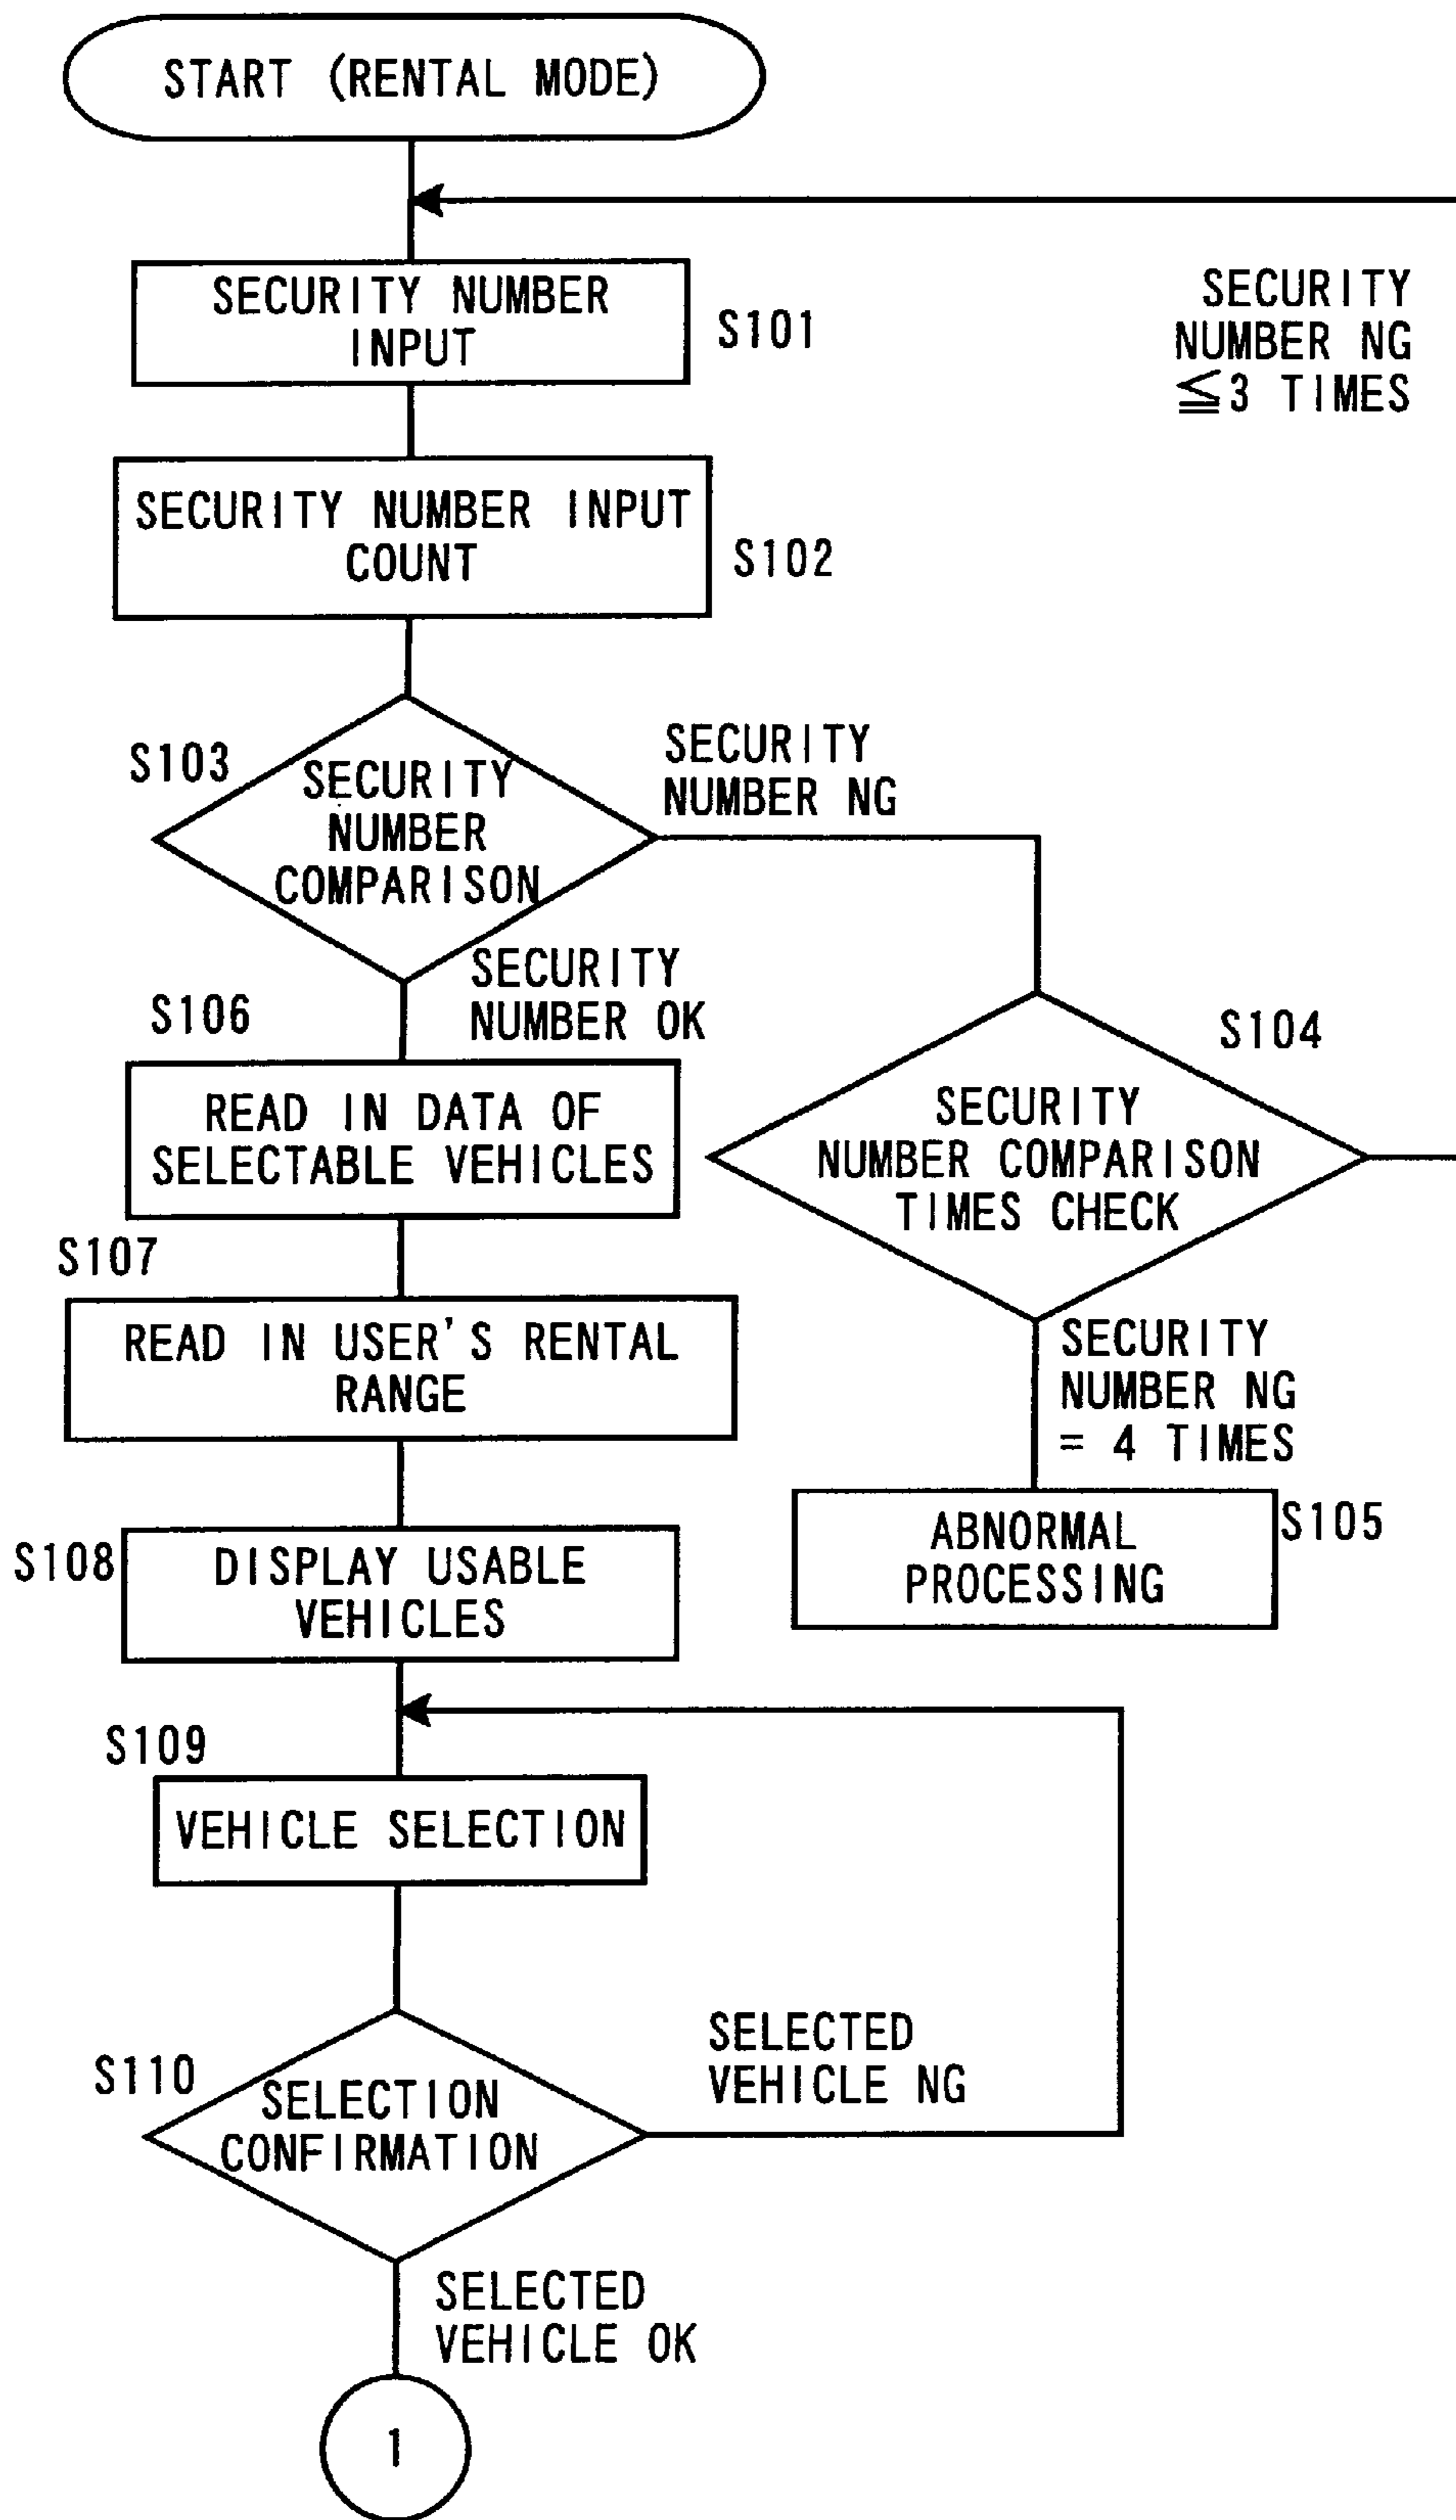 START (RENTAL MODE)
SECURITY NUMBER
INPUT
S101
SECURITY
NUMBER NG
≦3 TIMES
SECURITY NUMBER INPUT
COUNT
S102
S103
SECURITY
NUMBER
COMPARISON
SECURITY
NUMBER NG
SECURITY
NUMBER OK
S106
READ IN DATA OF
SELECTABLE VEHICLES
S104
SECURITY
NUMBER COMPARISON
TIMES CHECK
S107
READ IN USER'S RENTAL
RANGE
SECURITY
NUMBER NG
= 4 TIMES
S108
DISPLAY USABLE
VEHICLES
ABNORMAL
PROCESSING
S105
S109
VEHICLE SELECTION
S110
SELECTION
CONFIRMATION
SELECTED
VEHICLE NG
SELECTED
VEHICLE OK
1